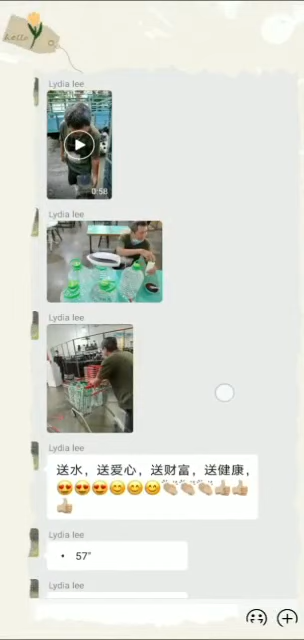 hello
Lydia lee
0:58
Lydia lee
Lydia lee
Lydia lee
送水，送爱心，送财富，送健康，
😍😍😍😊😊😊👏🏼👏🏼👏🏼👍🏼👍🏼
👍🏼
Lydia lee
57"
Lydia lee